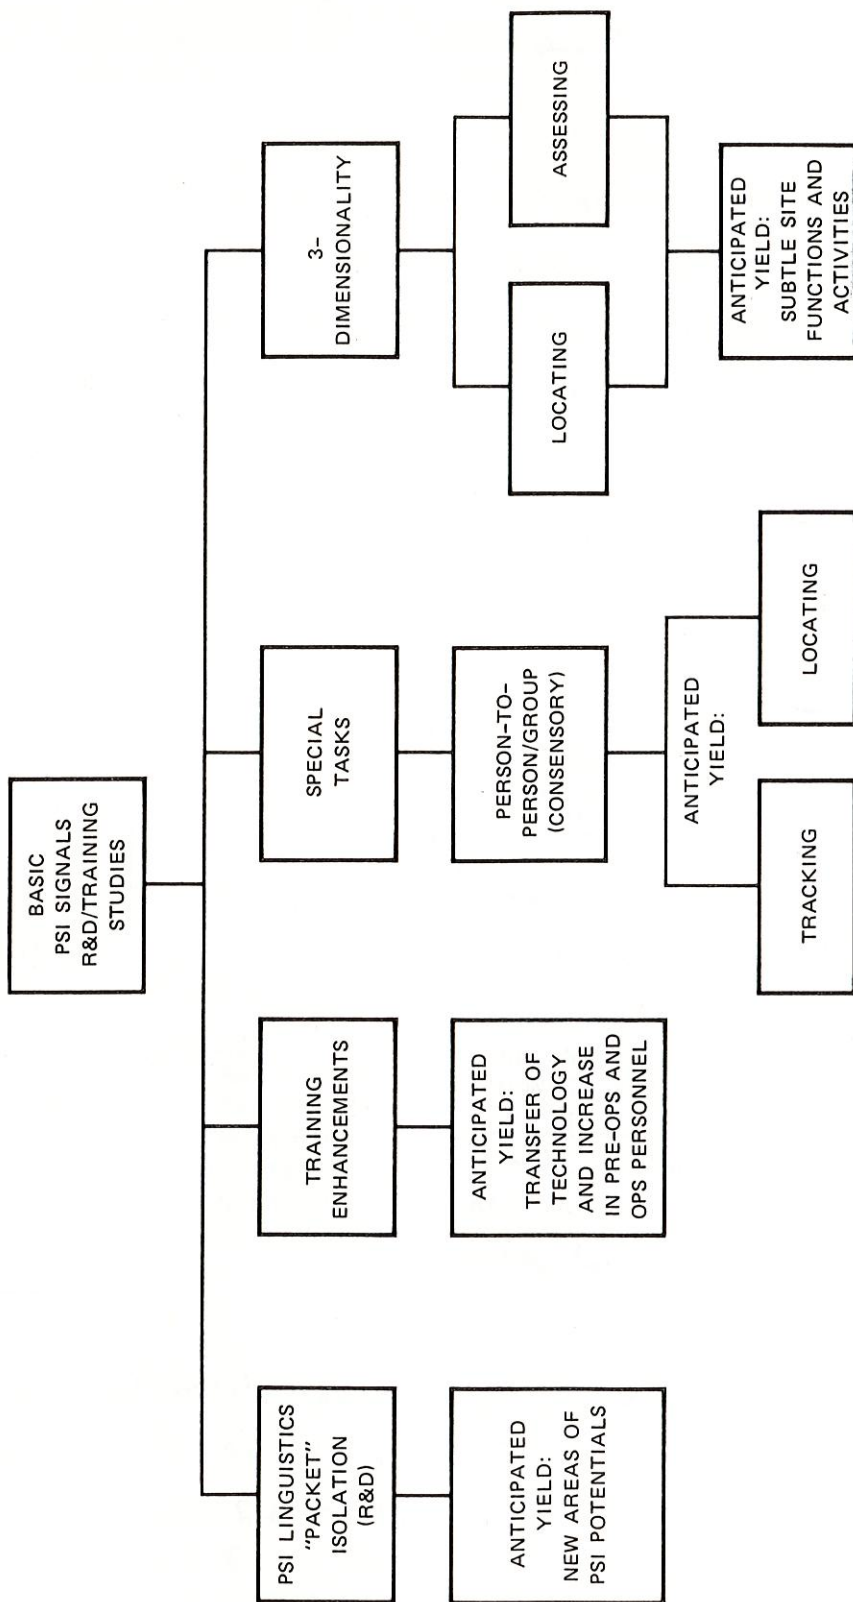 BASIC
PSI SIGNALS
R&D/TRAINING
STUDIES
PSI LINGUISTICS
"PACKET"
ISOLATION
(R&D)
TRAINING
ENHANCEMENTS
SPECIAL
TASKS
3-
DIMENSIONALITY
ANTICIPATED
YIELD:
NEW AREAS OF
PSI POTENTIALS
ANTICIPATED
YIELD:
TRANSFER OF
TECHNOLOGY
AND INCREASE
IN PRE-OPS AND
OPS PERSONNEL
PERSON-TO-
PERSON/GROUP
(CONSENSORY)
LOCATING
ASSESSING
ANTICIPATED
YIELD:
TRACKING
LOCATING
ANTICIPATED
YIELD:
SUBTLE SITE
FUNCTIONS AND
ACTIVITIES